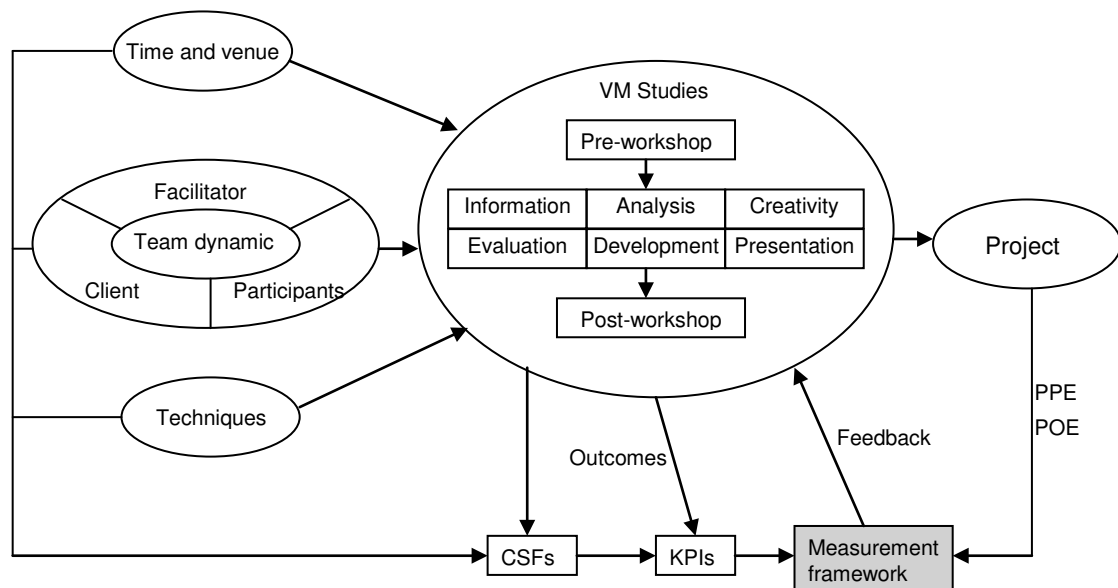 Time and venue
VM Studies
Pre-workshop
Facilitator
Information
Analysis
Creativity
Team dynamic
Evaluation
Development
Presentation
Project
Client
Participants
Post-workshop
Techniques
PPE
Feedback
POE
Outcomes
CSFs
KPIs
Measurement
framework